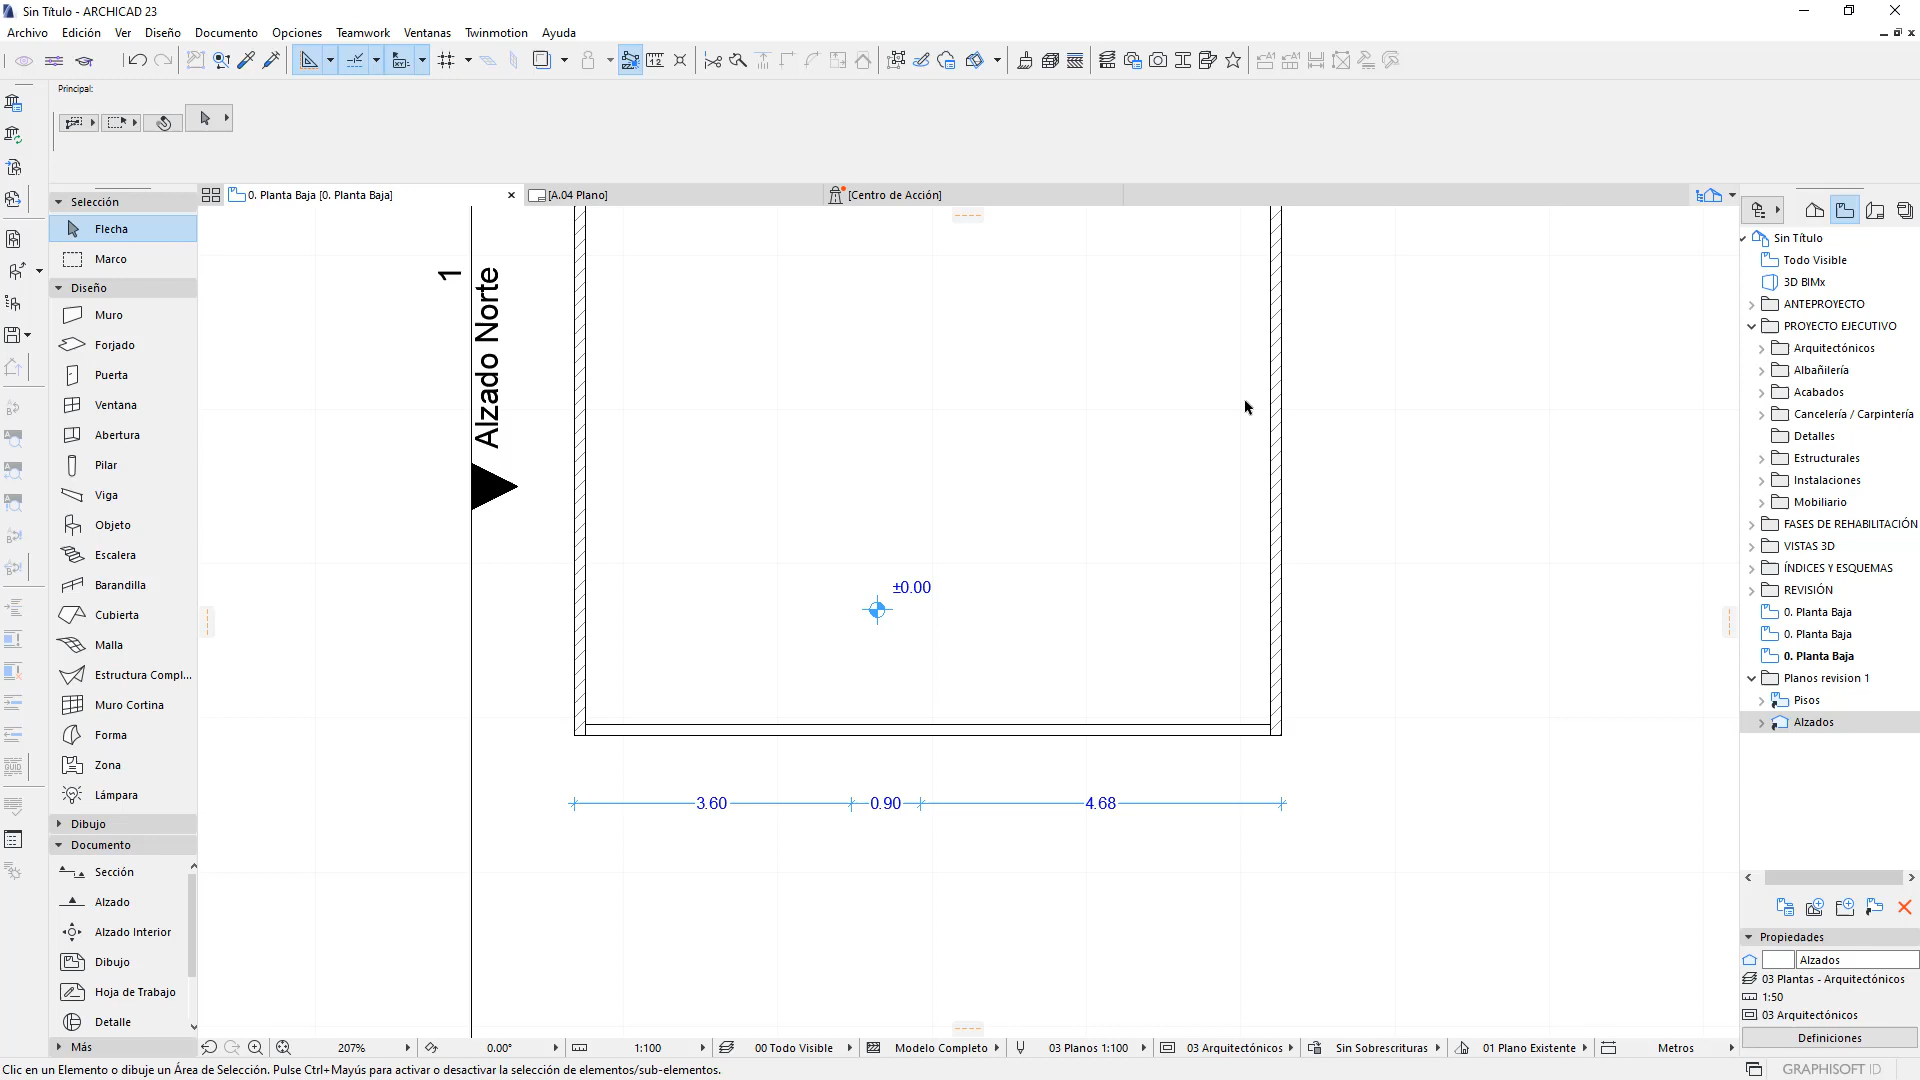 Sin Título - ARCHICAD 23
Archivo Edición Ver Diseño Documento Opciones Teamwork Ventanas Twinmotion Ayuda
Principal:
0. Planta Baja [0. Planta Baja]
[A.04 Plano]
[Centro de Acción]
Selección
Flecha
Marco
Diseño
Muro
Forjado
Puerta
Ventana
Abertura
Pilar
Viga
Objeto
Escalera
Barandilla
Cubierta
Malla
Estructura Compl...
Muro Cortina
Forma
Zona
Lámpara
Dibujo
Documento
Sección
Alzado
Alzado Interior
Dibujo
Hoja de Trabajo
Detalle
Más
1
Alzado Norte
±0.00
3.60 0.90 4.68
Sin Título
Todo Visible
3D BIMx
ANTEPROYECTO
PROYECTO EJECUTIVO
Arquitectónicos
Albañilería
Acabados
Cancelería / Carpintería
Detalles
Estructurales
Instalaciones
Mobiliario
FASES DE REHABILITACIÓN
VISTAS 3D
ÍNDICES Y ESQUEMAS
REVISIÓN
0. Planta Baja
0. Planta Baja
0. Planta Baja
Planos revision 1
Pisos
Alzados
Propiedades
Alzados
03 Plantas - Arquitectónicos
1:50
03 Arquitectónicos
Definiciones
207% 0.00° 1:100 00 Todo Visible Modelo Completo 03 Planos 1:100 03 Arquitectónicos Sin Sobrescrituras 01 Plano Existente Metros
Clic en un Elemento o dibuje un Área de Selección. Pulse Ctrl+Mayús para activar o desactivar la selección de elementos/sub-elementos.
GRAPHISOFT ID